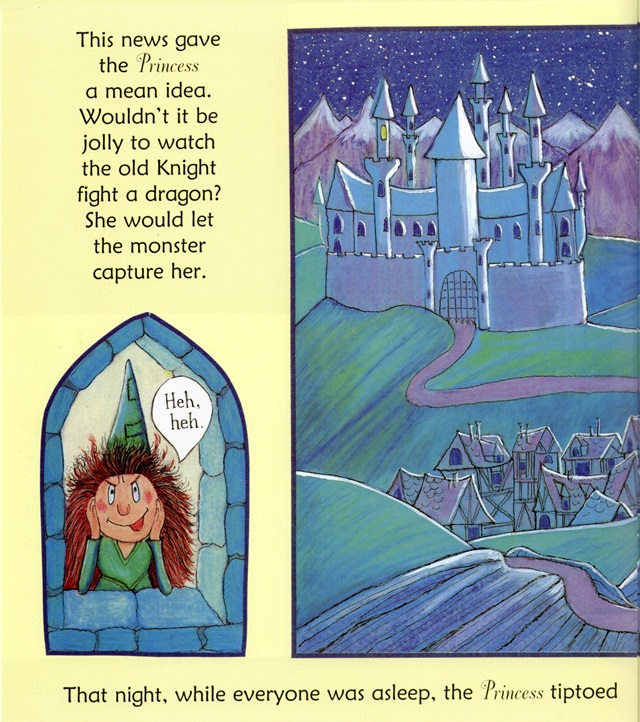 This news gave
the Princess
a mean idea.
Wouldn't it be
jolly to watch
the old Knight
fight a dragon?
She would let
the monster
capture her.
Heh,
heh.
That night, while everyone was asleep, the Princess tiptoed